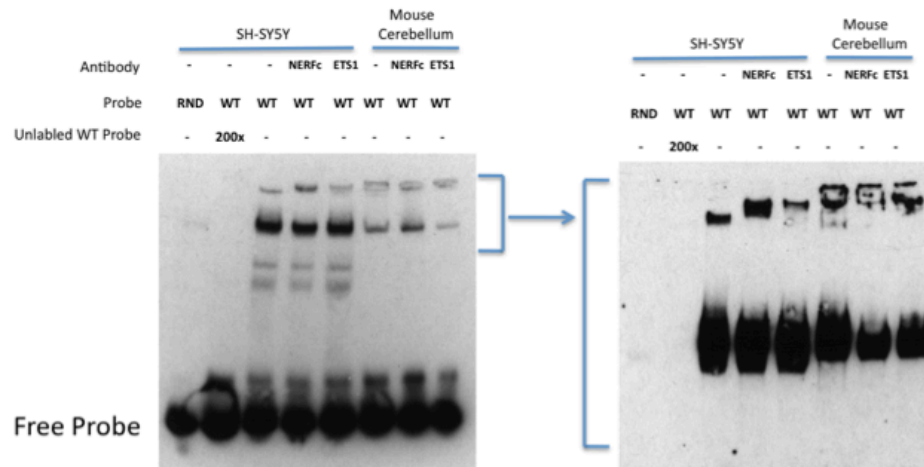 Mouse
SH-SY5Y Cerebellum
Antibody - - - NERFc ETS1 - NERFc ETS1
Probe RND WT WT WT WT WT WT WT
Unlabled WT Probe - 200x - - - - - -
Free Probe
Mouse
SH-SY5Y Cerebellum
- - - NERFc ETS1 - NERFc ETS1
RND WT WT WT WT WT WT WT
- 200x - - - - - -